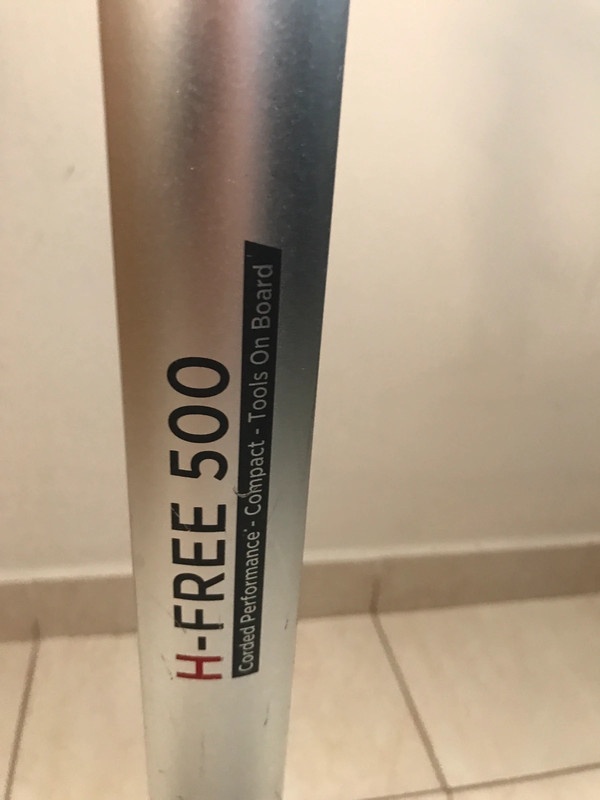 H-FREE 500
Corded Performance* - Compact - Tools On Board